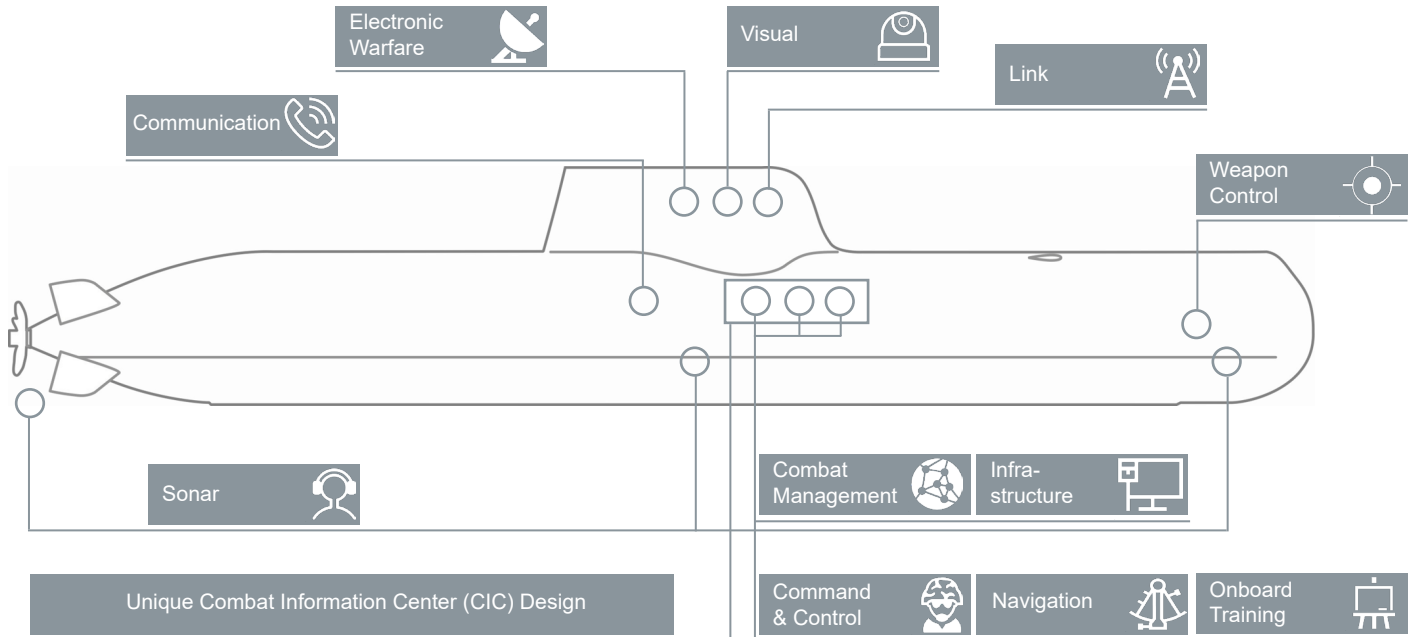 Electronic
Warfare
Visual
Link
Communication
Weapon
Control
Sonar
Combat
Management
Infra-
structure
Unique Combat Information Center (CIC) Design
Command
& Control
Navigation
Onboard
Training